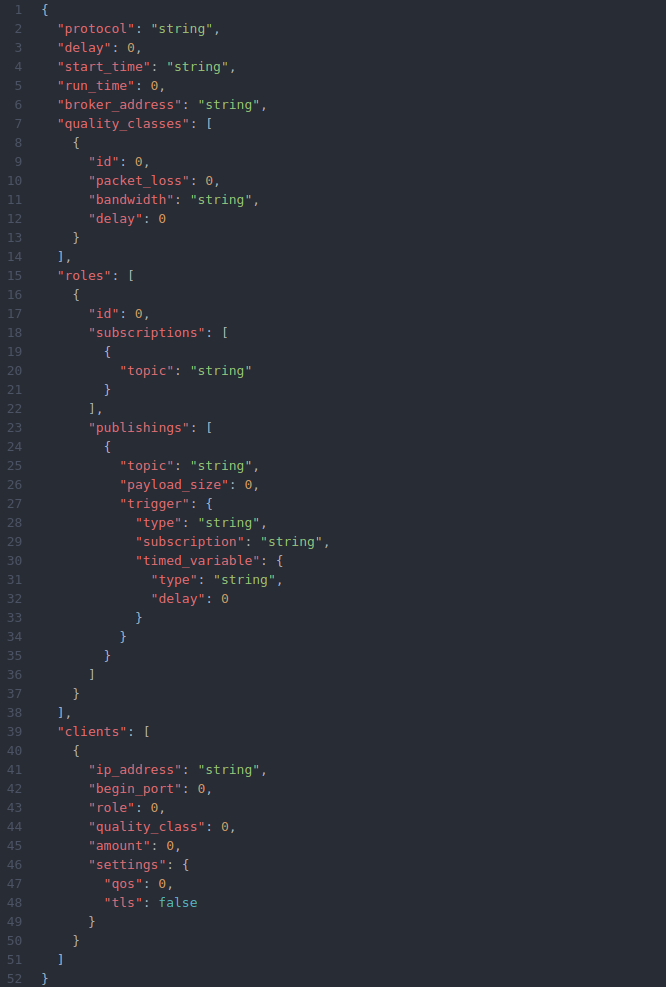 1 {
2   "protocol": "string",
3   "delay": 0,
4   "start_time": "string",
5   "run_time": 0,
6   "broker_address": "string",
7   "quality_classes": [
8     {
9       "id": 0,
10       "packet_loss": 0,
11       "bandwidth": "string",
12       "delay": 0
13     }
14   ],
15   "roles": [
16     {
17       "id": 0,
18       "subscriptions": [
19         {
20           "topic": "string"
21         }
22       ],
23       "publishings": [
24         {
25           "topic": "string",
26           "payload_size": 0,
27           "trigger": {
28             "type": "string",
29             "subscription": "string",
30             "timed_variable": {
31               "type": "string",
32               "delay": 0
33             }
34           }
35         }
36       ]
37     }
38   ],
39   "clients": [
40     {
41       "ip_address": "string",
42       "begin_port": 0,
43       "role": 0,
44       "quality_class": 0,
45       "amount": 0,
46       "settings": {
47         "qos": 0,
48         "tls": false
49       }
50     }
51   ]
52 }